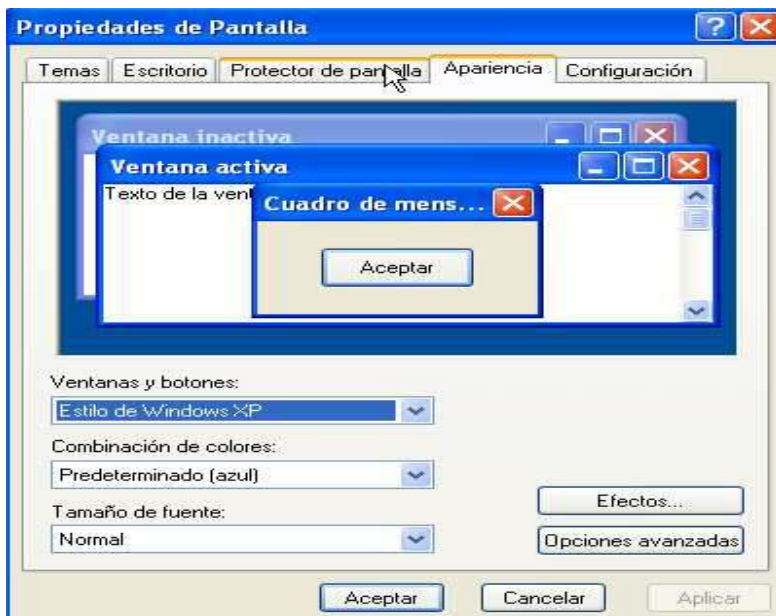 Propiedades de Pantalla
Temas Escritorio Protector de pantalla Apariencia Configuración
Ventana inactiva
Ventana activa
Texto de la vent
Cuadro de mens...
Aceptar
Ventanas y botones:
Estilo de Windows XP
Combinación de colores:
Predeterminado (azul)
Efectos...
Tamaño de fuente:
Normal
Opciones avanzadas
Aceptar Cancelar Aplicar